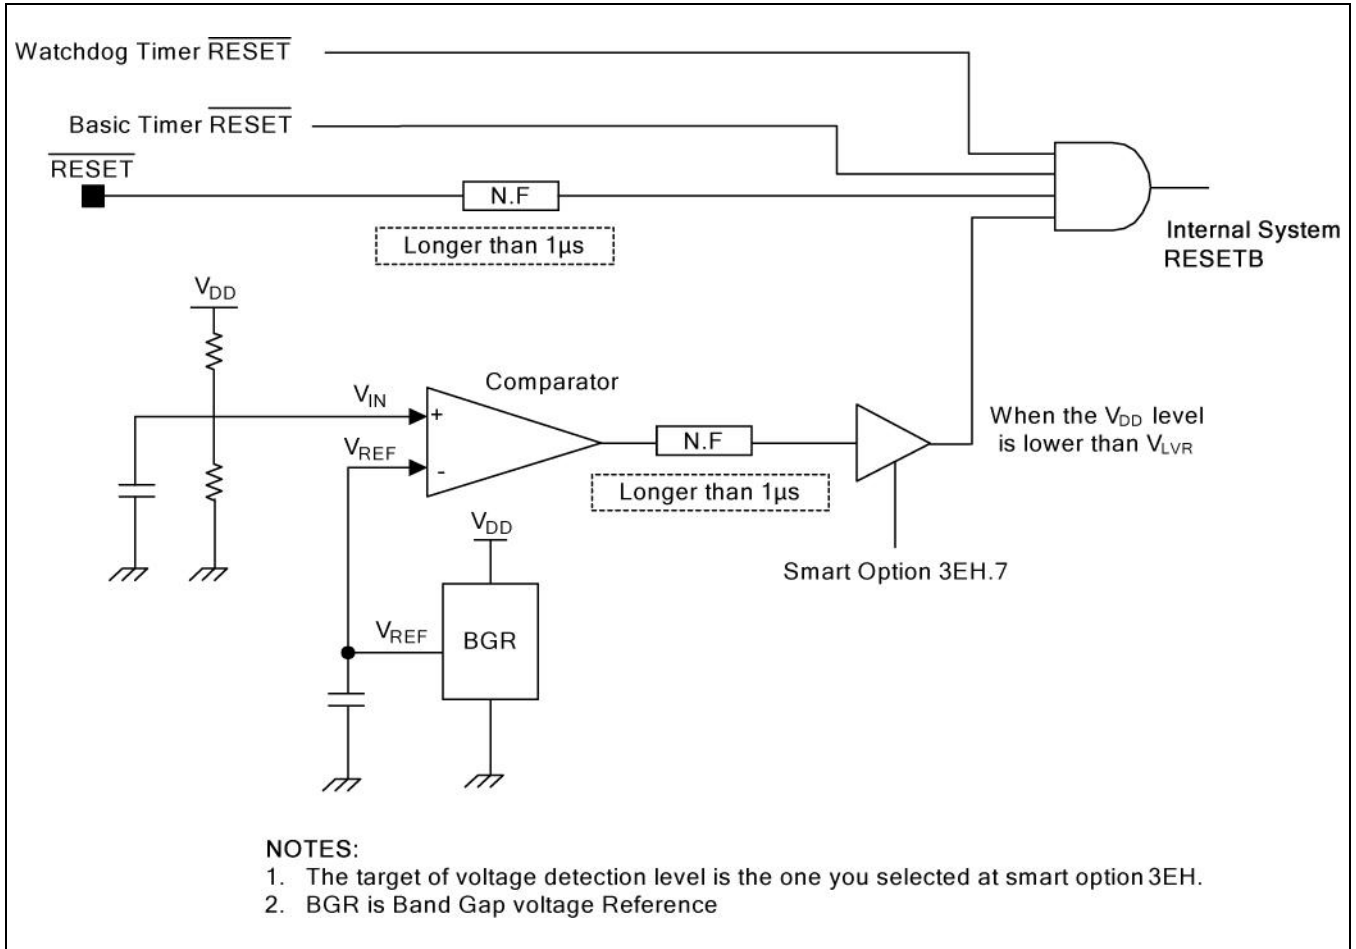 Watchdog Timer RESET
Basic Timer RESET
RESET
N.F
Longer than 1µs
Internal System
RESETB
VDD
VIN
Comparator
+
VREF
-
N.F
Longer than 1µs
When the VDD level
is lower than VLVR
Smart Option 3EH.7
VDD
VREF
BGR
NOTES:
1. The target of voltage detection level is the one you selected at smart option 3EH.
2. BGR is Band Gap voltage Reference